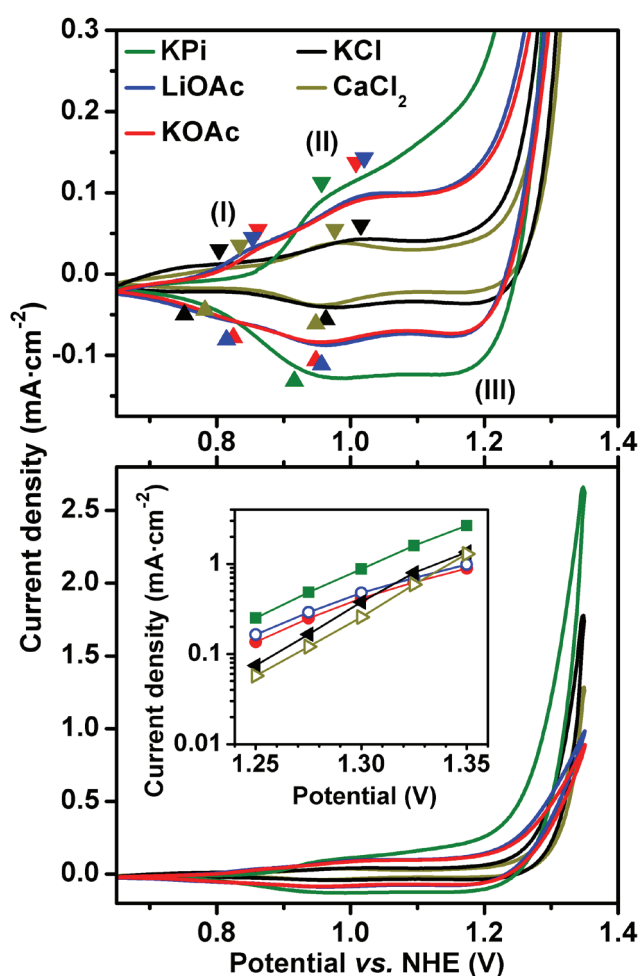 0.3
0.2
0.1
0.0
-0.1
KPi
KCl
LiOAc
CaCl₂
KOAc
(II)
(I)
(III)
0.8
1.0
1.2
1.4
Current density (mA·cm⁻²)
2.5
2.0
1.5
1.0
0.5
0.0
Current density (mA·cm⁻²)
1
0.1
0.01
1.25
1.30
1.35
Potential (V)
0.8
1.0
1.2
1.4
Potential vs. NHE (V)